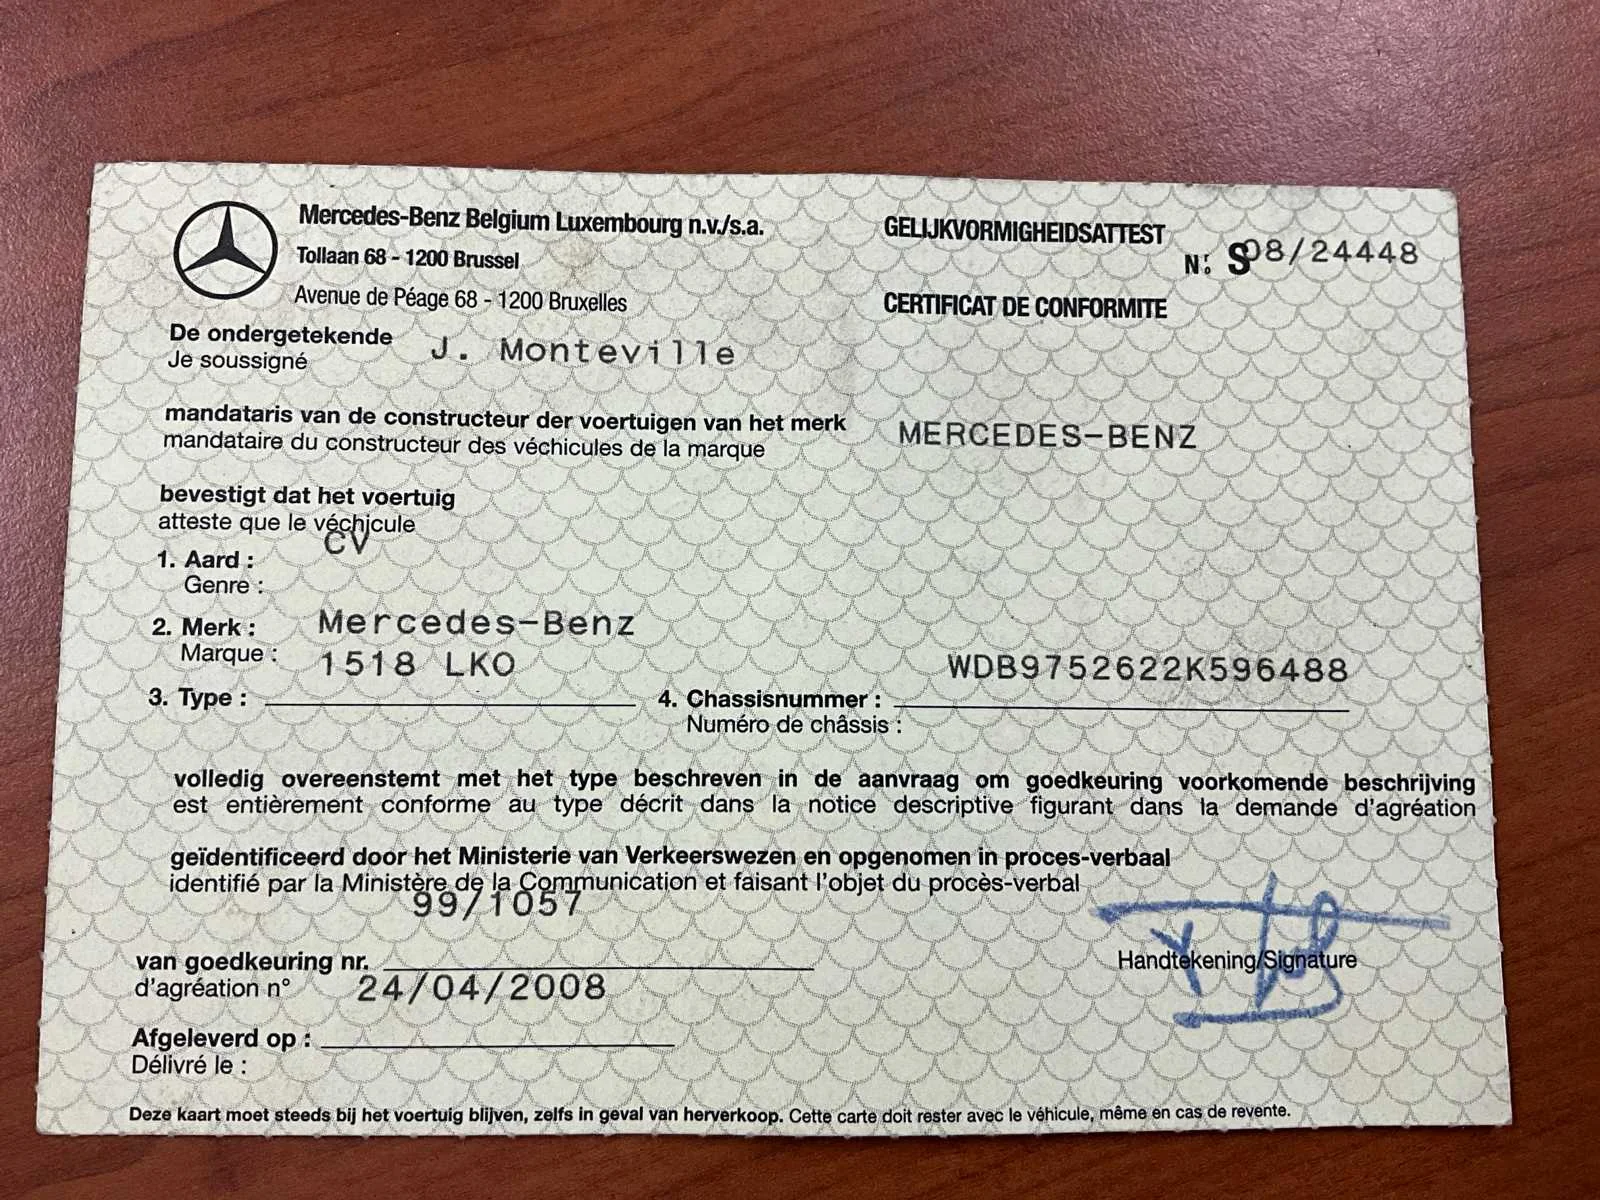 Mercedes-Benz Belgium Luxembourg n.v./s.a.
Tollaan 68 - 1200 Brussel
Avenue de Péage 68 - 1200 Bruxelles
GELIJKVORMIGHEIDSATTEST
Nr. S08/24448
CERTIFICAT DE CONFORMITE
De ondergetekende
Je soussigné
J. Monteville
mandataris van de constructeur der voertuigen van het merk
mandataire du constructeur des véchicules de la marque
MERCEDES-BENZ
bevestigt dat het voertuig
atteste que le véchicule
CV
1. Aard :
Genre :
2. Merk : Mercedes-Benz
Marque :
1518 LKO
3. Type :
WDB9752622K596488
4. Chassisnummer :
Numéro de châssis :
volledig overeenstemt met het type beschreven in de aanvraag om goedkeuring voorkomende beschrijving
est entièrement conforme au type décrit dans la notice descriptive figurant dans la demande d'agréation
geïdentificeerd door het Ministerie van Verkeerswezen en opgenomen in proces-verbaal
identifié par la Ministère de la Communication et faisant l'objet du procès-verbal
99/1057
van goedkeuring nr.
d'agréation n°
24/04/2008
Handtekening/Signature
Afgeleverd op :
Délivré le :
Deze kaart moet steeds bij het voertuig blijven, zelfs in geval van herverkoop. Cette carte doit rester avec le véhicule, même en cas de revente.